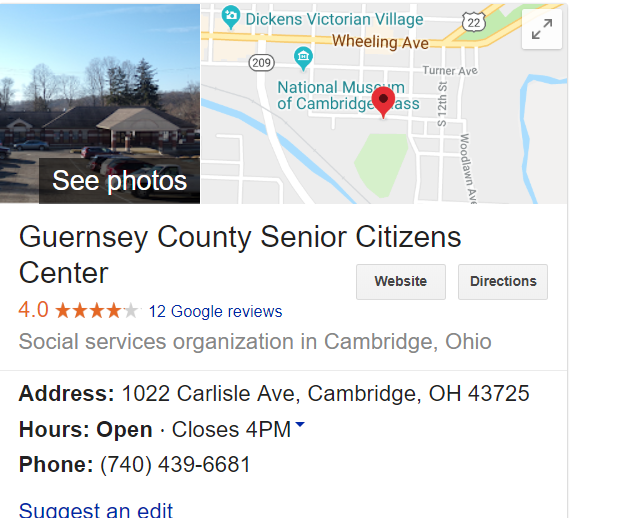 Dickens Victorian Village
22
Wheeling Ave
209
Turner Ave
National Museum
of Cambridge Glass
S 12th St
Woodlawn Ave
See photos
Guernsey County Senior Citizens
Center
Website
Directions
4.0 ★★★★★ 12 Google reviews
Social services organization in Cambridge, Ohio
Address: 1022 Carlisle Ave, Cambridge, OH 43725
Hours: Open · Closes 4PM
Phone: (740) 439-6681
Suggest an edit